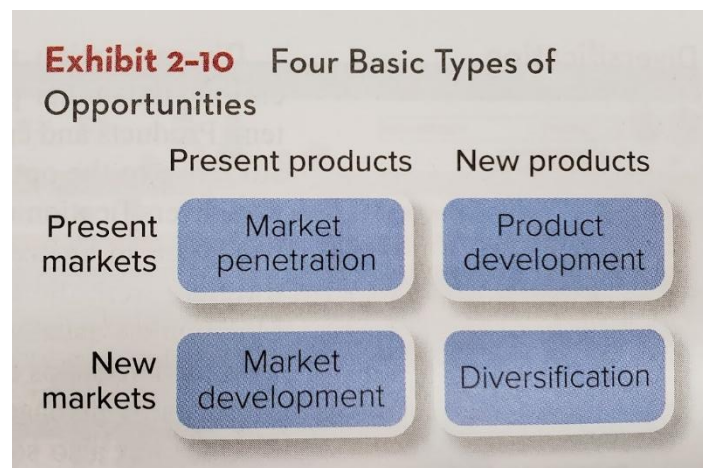 Exhibit 2-10 Four Basic Types of
Opportunities
Present products New products
Present Market Product
markets penetration development
New Market
markets development Diversification